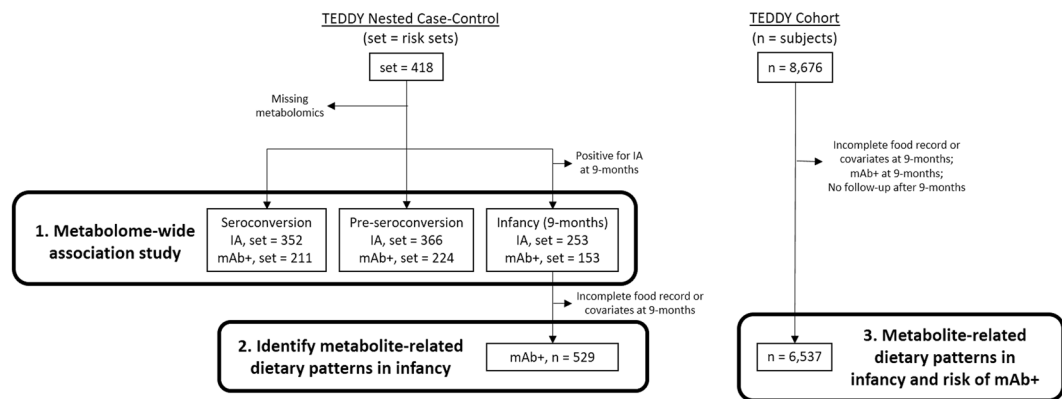 TEDDY Nested Case-Control
(set = risk sets)
set = 418
Missing
metabolomics
Positive for IA
at 9-months
1. Metabolome-wide
association study
Seroconversion
IA, set = 352
mAb+, set = 211
Pre-seroconversion
IA, set = 366
mAb+, set = 224
Infancy (9-months)
IA, set = 253
mAb+, set = 153
Incomplete food record or
covariates at 9-months
2. Identify metabolite-related
dietary patterns in infancy
mAb+, n = 529
TEDDY Cohort
(n = subjects)
n = 8,676
Incomplete food record or
covariates at 9-months;
mAb+ at 9-months;
No follow-up after 9-months
n = 6,537
3. Metabolite-related
dietary patterns in
infancy and risk of mAb+